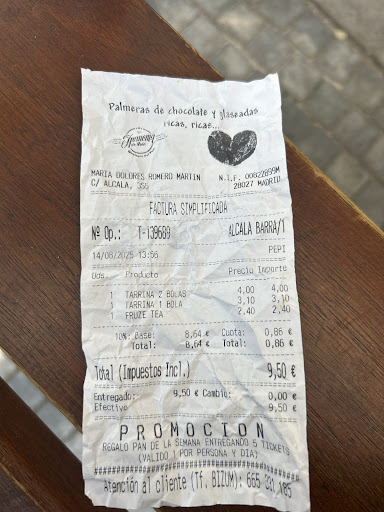 Palmeras de chocolate y glaseadas
ricas, ricas...
MARIA DOLORES ROMERO MARTIN N.I.F. 00822899M
C/ ALCALA, 355 28027 MADRID
FACTURA SIMPLIFICADA
Nº Op.: T-139689 ALCALA BARRA/1
14/08/2025 13:56 PEPI
Uds. Producto Precio Importe
1 TARRINA 2 BOLAS 4,00 4,00
1 TARRINA 1 BOLA 3,10 3,10
1 FRUZE TEA 2,40 2,40
10%: Base: 8,64 € Cuota: 0,86 €
Total: 8,64 € Total: 0,86 €
Total (Impuestos Incl.) 9,50 €
Entregado: 9,50 € Cambio: 0,00 €
Efectivo 9,50 €
PROMOCION
REGALO PAN DE LA SEMANA ENTREGANDO 5 TICKETS
(VALIDO 1 POR PERSONA Y DIA)
Atención al cliente (Tf. BIZUM): 665 231 185